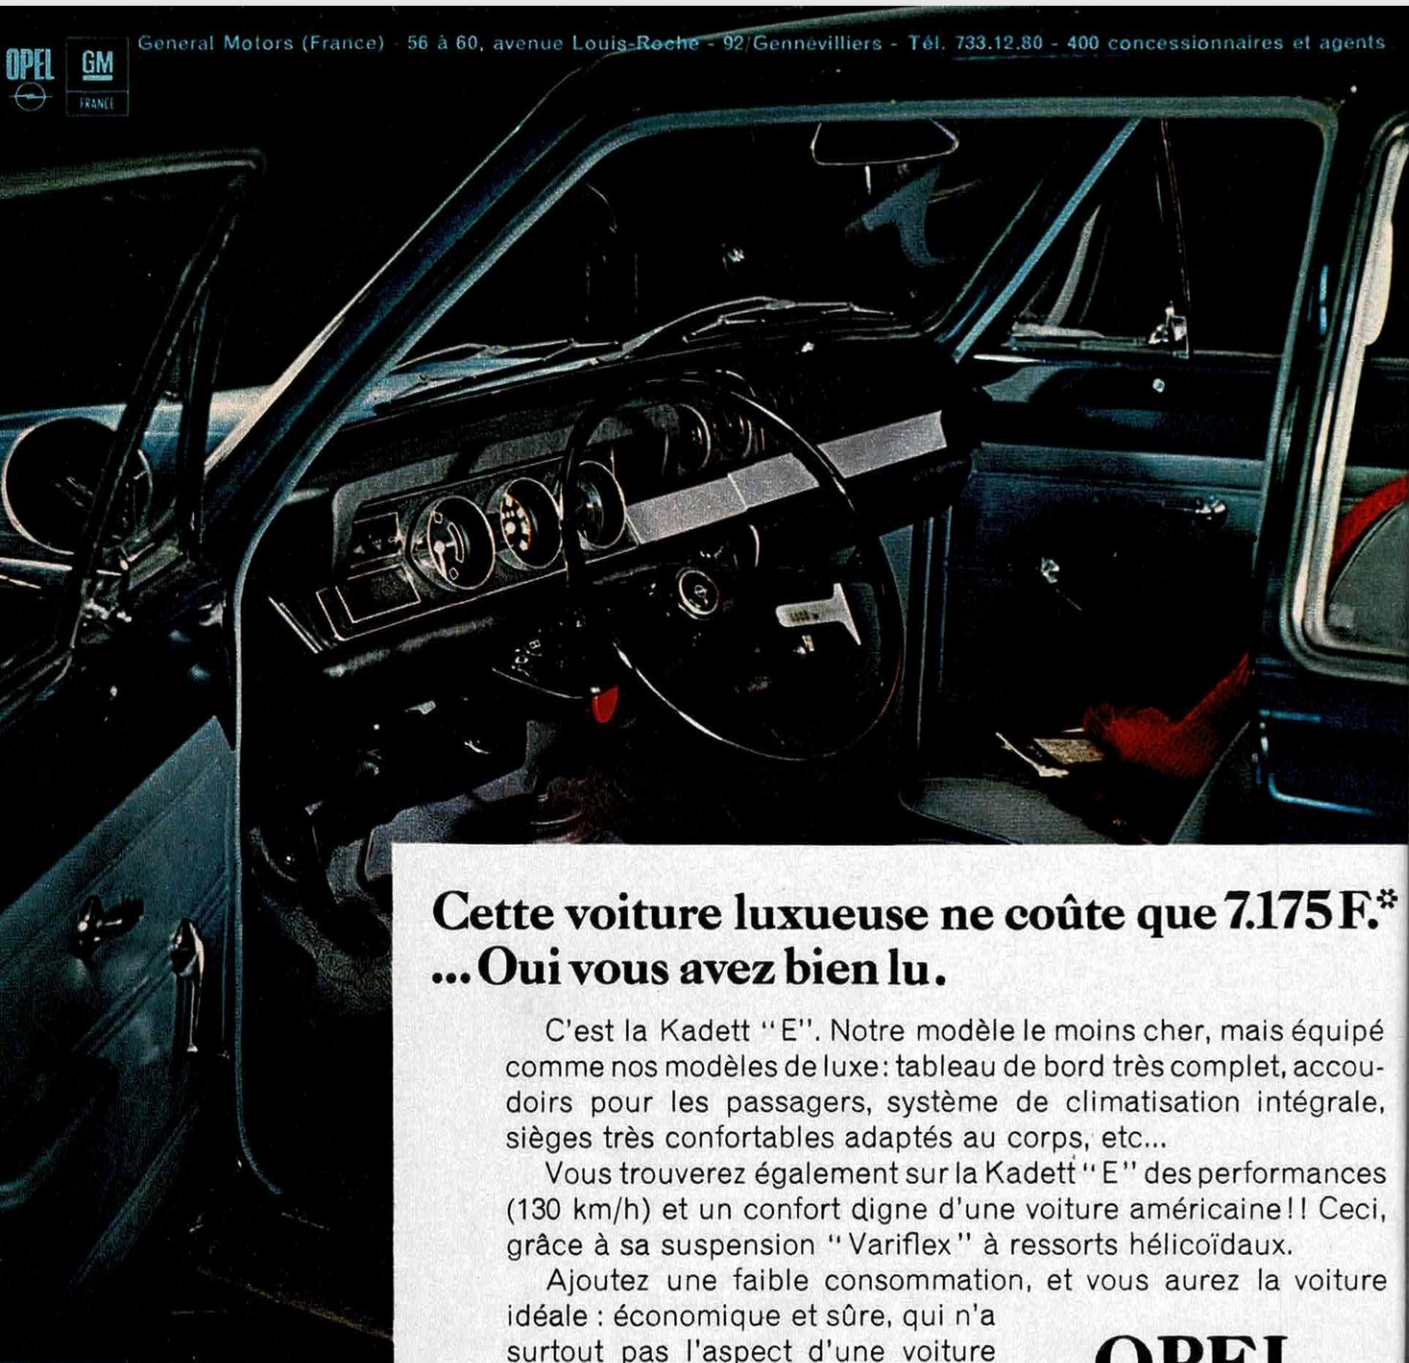 General Motors (France) - 56 à 60, avenue Louis-Roche - 92/Gennevilliers - Tél. 733.12.80 - 400 concessionnaires et agents
OPEL
GM
FRANCE
Cette voiture luxueuse ne coûte que 7.175 F.*
... Oui vous avez bien lu.
C'est la Kadett "E". Notre modèle le moins cher, mais équipé
comme nos modèles de luxe: tableau de bord très complet, accou-
doirs pour les passagers, système de climatisation intégrale,
sièges très confortables adaptés au corps, etc...
Vous trouverez également sur la Kadett "E" des performances
(130 km/h) et un confort digne d'une voiture américaine!! Ceci,
grâce à sa suspension "Variflex" à ressorts hélicoïdaux.
Ajoutez une faible consommation, et vous aurez la voiture
idéale : économique et sûre, qui n'a
surtout pas l'aspect d'une voiture
OPEL